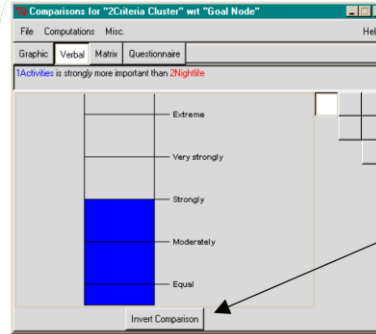 Comparisons for "2Criteria Cluster" wrt "Goal Node"
File Computations Misc. Hel
Graphic Verbal Matrix Questionnaire
1Activities is strongly more important than 2Nightlife
Extreme
Very strongly
Strongly
Moderately
Equal
Invert Comparison